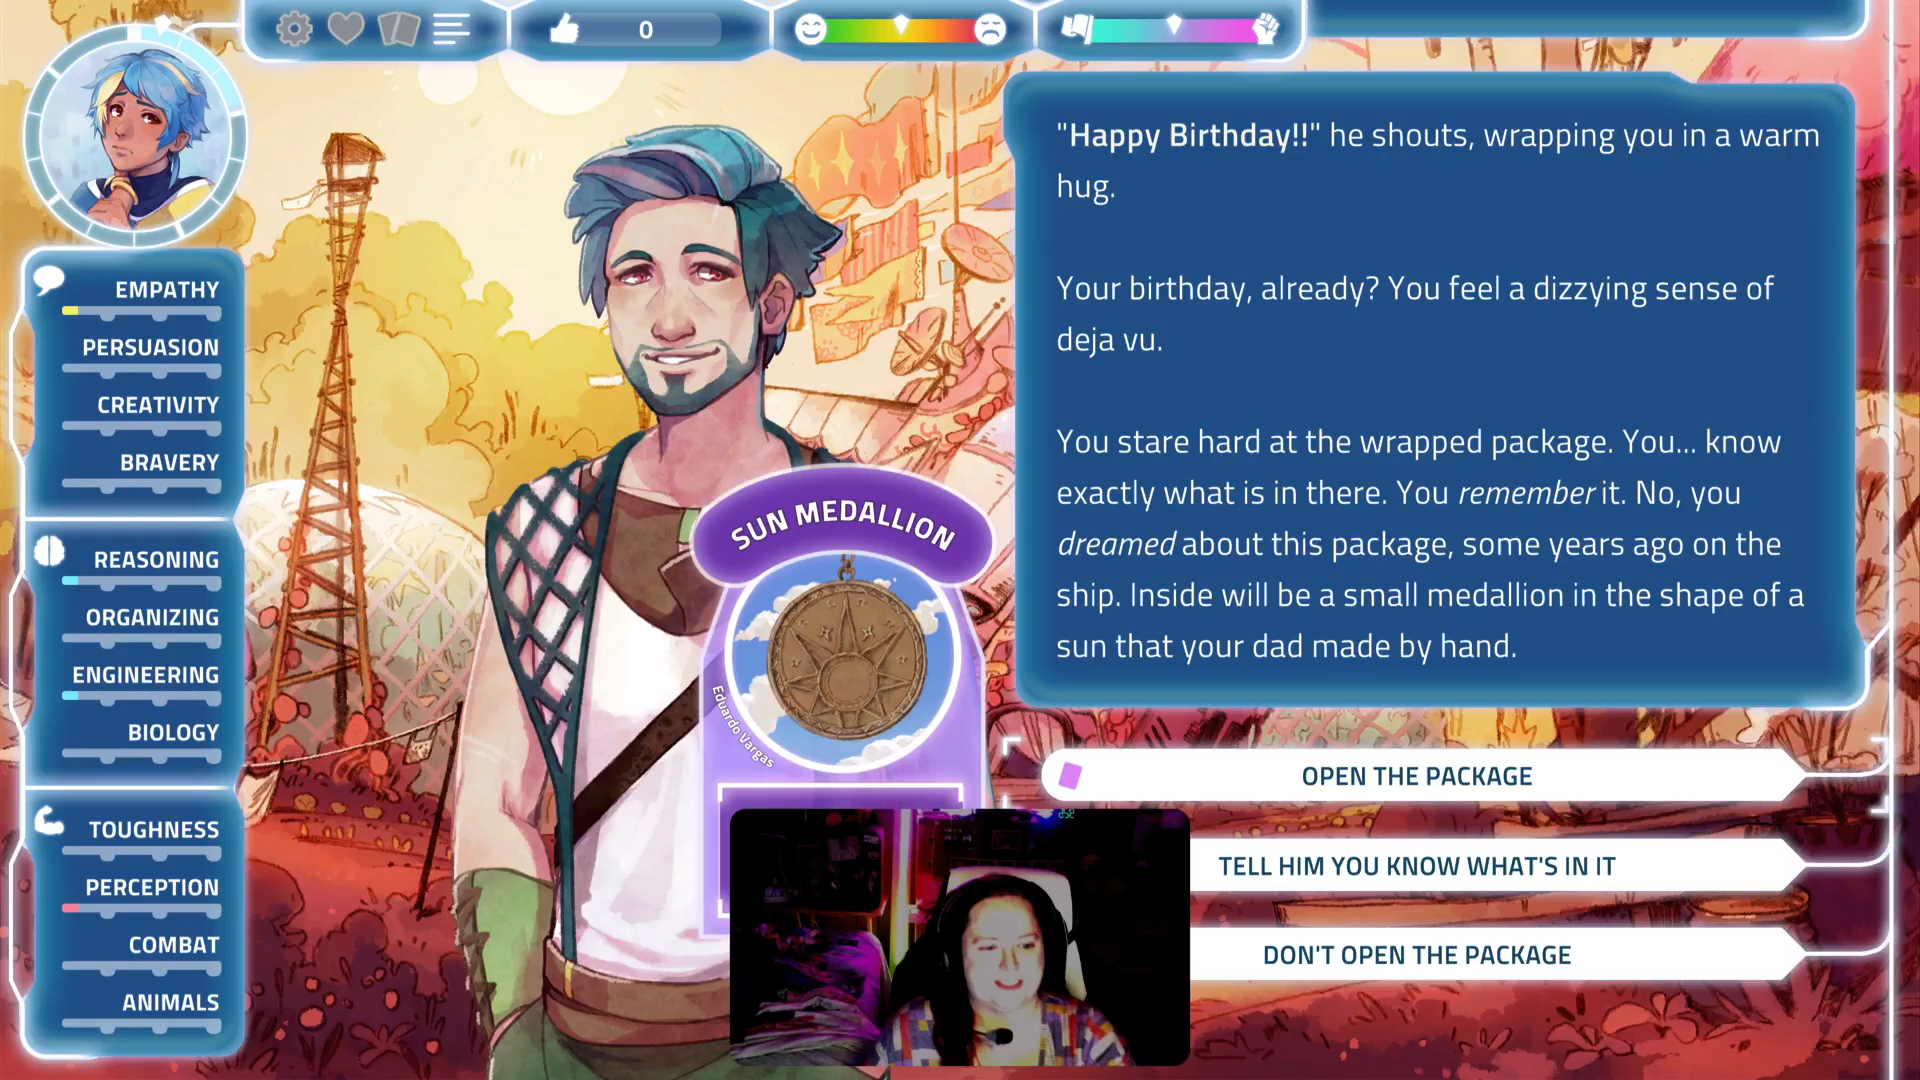 0
"Happy Birthday!!" he shouts, wrapping you in a warm
hug.
Your birthday, already? You feel a dizzying sense of
deja vu.
You stare hard at the wrapped package. You... know
exactly what is in there. You remember it. No, you
dreamed about this package, some years ago on the
ship. Inside will be a small medallion in the shape of a
sun that your dad made by hand.
EMPATHY
PERSUASION
CREATIVITY
BRAVERY
REASONING
ORGANIZING
ENGINEERING
BIOLOGY
TOUGHNESS
PERCEPTION
COMBAT
ANIMALS
SUN MEDALLION
Eduardo Vargas
OPEN THE PACKAGE
TELL HIM YOU KNOW WHAT'S IN IT
DON'T OPEN THE PACKAGE